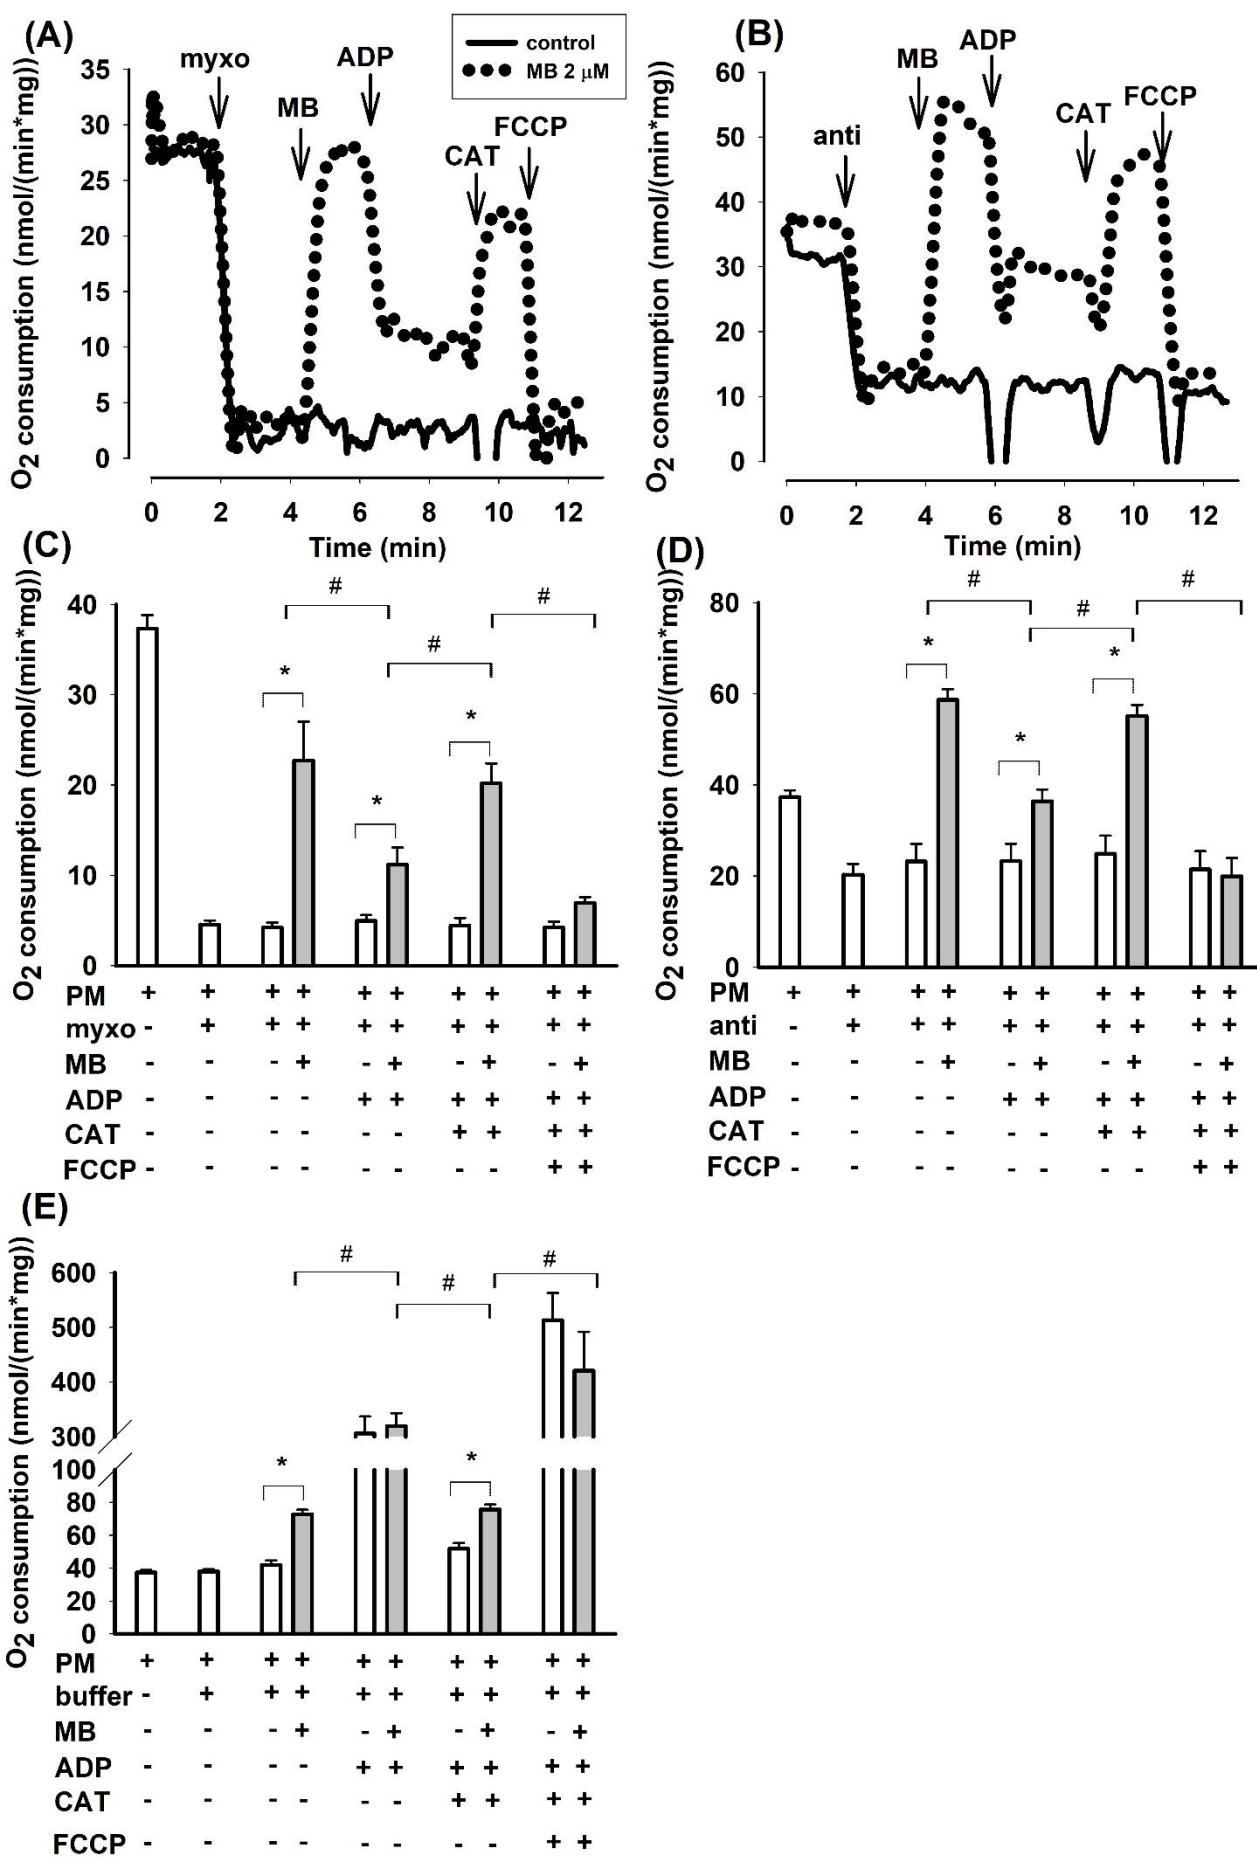 (A)
control
MB 2 μM
myxo
MB
ADP
CAT
FCCP
O2 consumption (nmol/(min*mg))
35
30
25
20
15
10
5
0
0 2 4 6 8 10 12
Time (min)
(B)
anti
MB
ADP
CAT
FCCP
O2 consumption (nmol/(min*mg))
60
50
40
30
20
10
0
0 2 4 6 8 10 12
Time (min)
(C)
O2 consumption (nmol/(min*mg))
40
30
20
10
0
# # #
* * *
PM + + + + + + + + + +
myxo - + + + + + + + + +
MB - - - + - + - + - +
ADP - - - - + + + + + +
CAT - - - - - - + + + +
FCCP - - - - - - - - + +
(D)
O2 consumption (nmol/(min*mg))
80
60
40
20
0
# # #
* * *
PM + + + + + + + + + +
anti - + + + + + + + + +
MB - - - + - + - + - +
ADP - - - - + + + + + +
CAT - - - - - - + + + +
FCCP - - - - - - - - + +
(E)
O2 consumption (nmol/(min*mg))
600
500
400
300
100
80
60
40
20
0
# # #
* *
PM + + + + + + + + + +
buffer - + + + + + + + + +
MB - - - + - + - + - +
ADP - - - - + + + + + +
CAT - - - - - - + + + +
FCCP - - - - - - - - + +